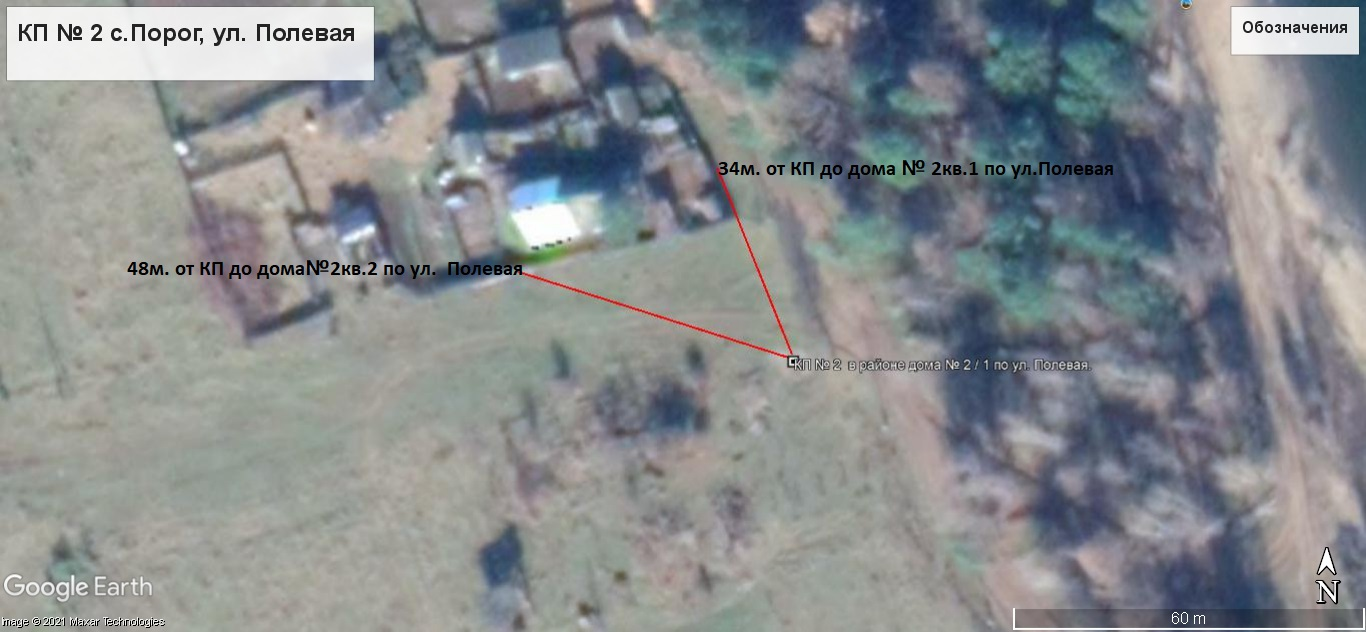 КП № 2 с.Порог, ул. Полевая
Обозначения
34м. от КП до дома № 2кв.1 по ул.Полевая
48м. от КП до дома№2кв.2 по ул. Полевая
КП № 2 в районе дома № 2 / 1 по ул. Полевая.
Google Earth
Image © 2021 Maxar Technologies
N
60 m